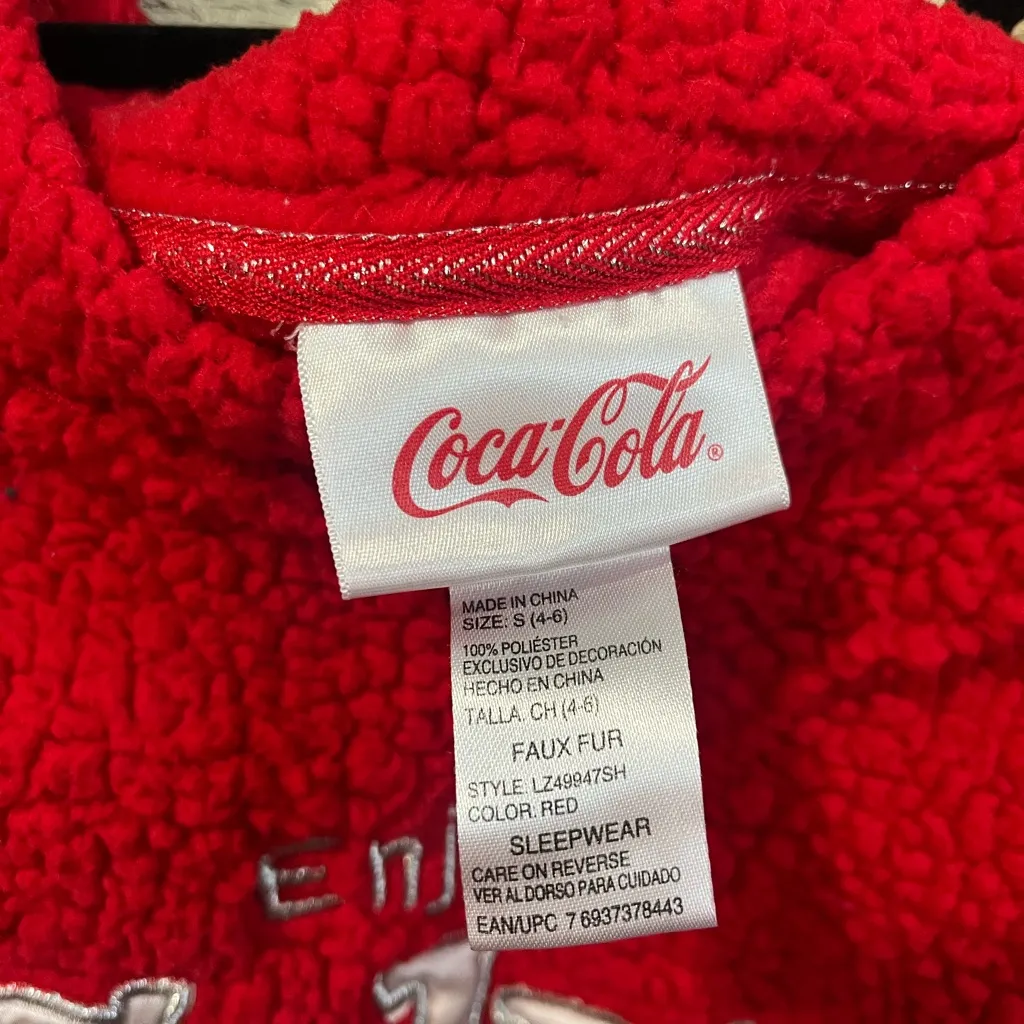 Coca-Cola®
MADE IN CHINA
SIZE: S (4-6)
100% POLIÉSTER
EXCLUSIVO DE DECORACIÓN
HECHO EN CHINA
TALLA. CH (4-6)
FAUX FUR
STYLE: LZ49947SH
COLOR: RED
SLEEPWEAR
CARE ON REVERSE
VER AL DORSO PARA CUIDADO
EAN/UPC 7 6937378443
Enj